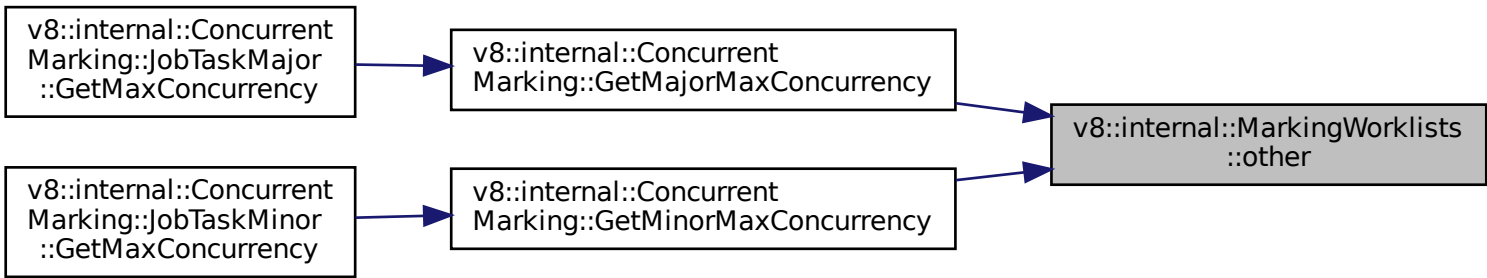 v8::internal::Concurrent
Marking::JobTaskMajor
::GetMaxConcurrency
v8::internal::Concurrent
Marking::GetMajorMaxConcurrency
v8::internal::MarkingWorklists
::other
v8::internal::Concurrent
Marking::JobTaskMinor
::GetMaxConcurrency
v8::internal::Concurrent
Marking::GetMinorMaxConcurrency